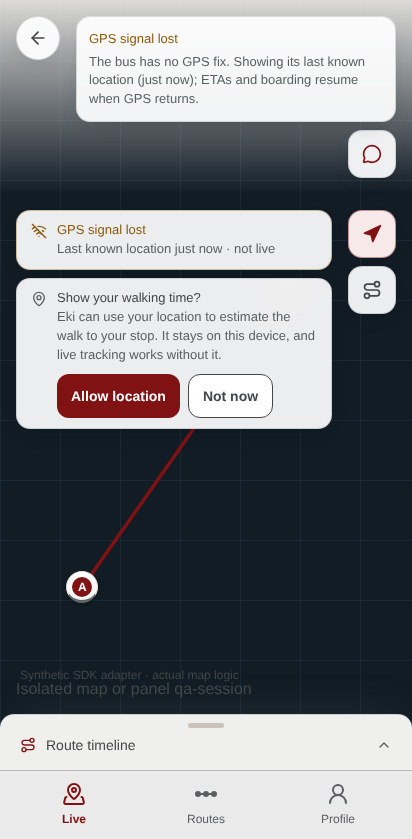 GPS signal lost
The bus has no GPS fix. Showing its last known
location (just now); ETAs and boarding resume
when GPS returns.
GPS signal lost
Last known location just now · not live
Show your walking time?
Eki can use your location to estimate the
walk to your stop. It stays on this device, and
live tracking works without it.
Allow location
Not now
A
Synthetic SDK adapter · actual map logic
Isolated map or panel qa-session
Route timeline
Live
Routes
Profile